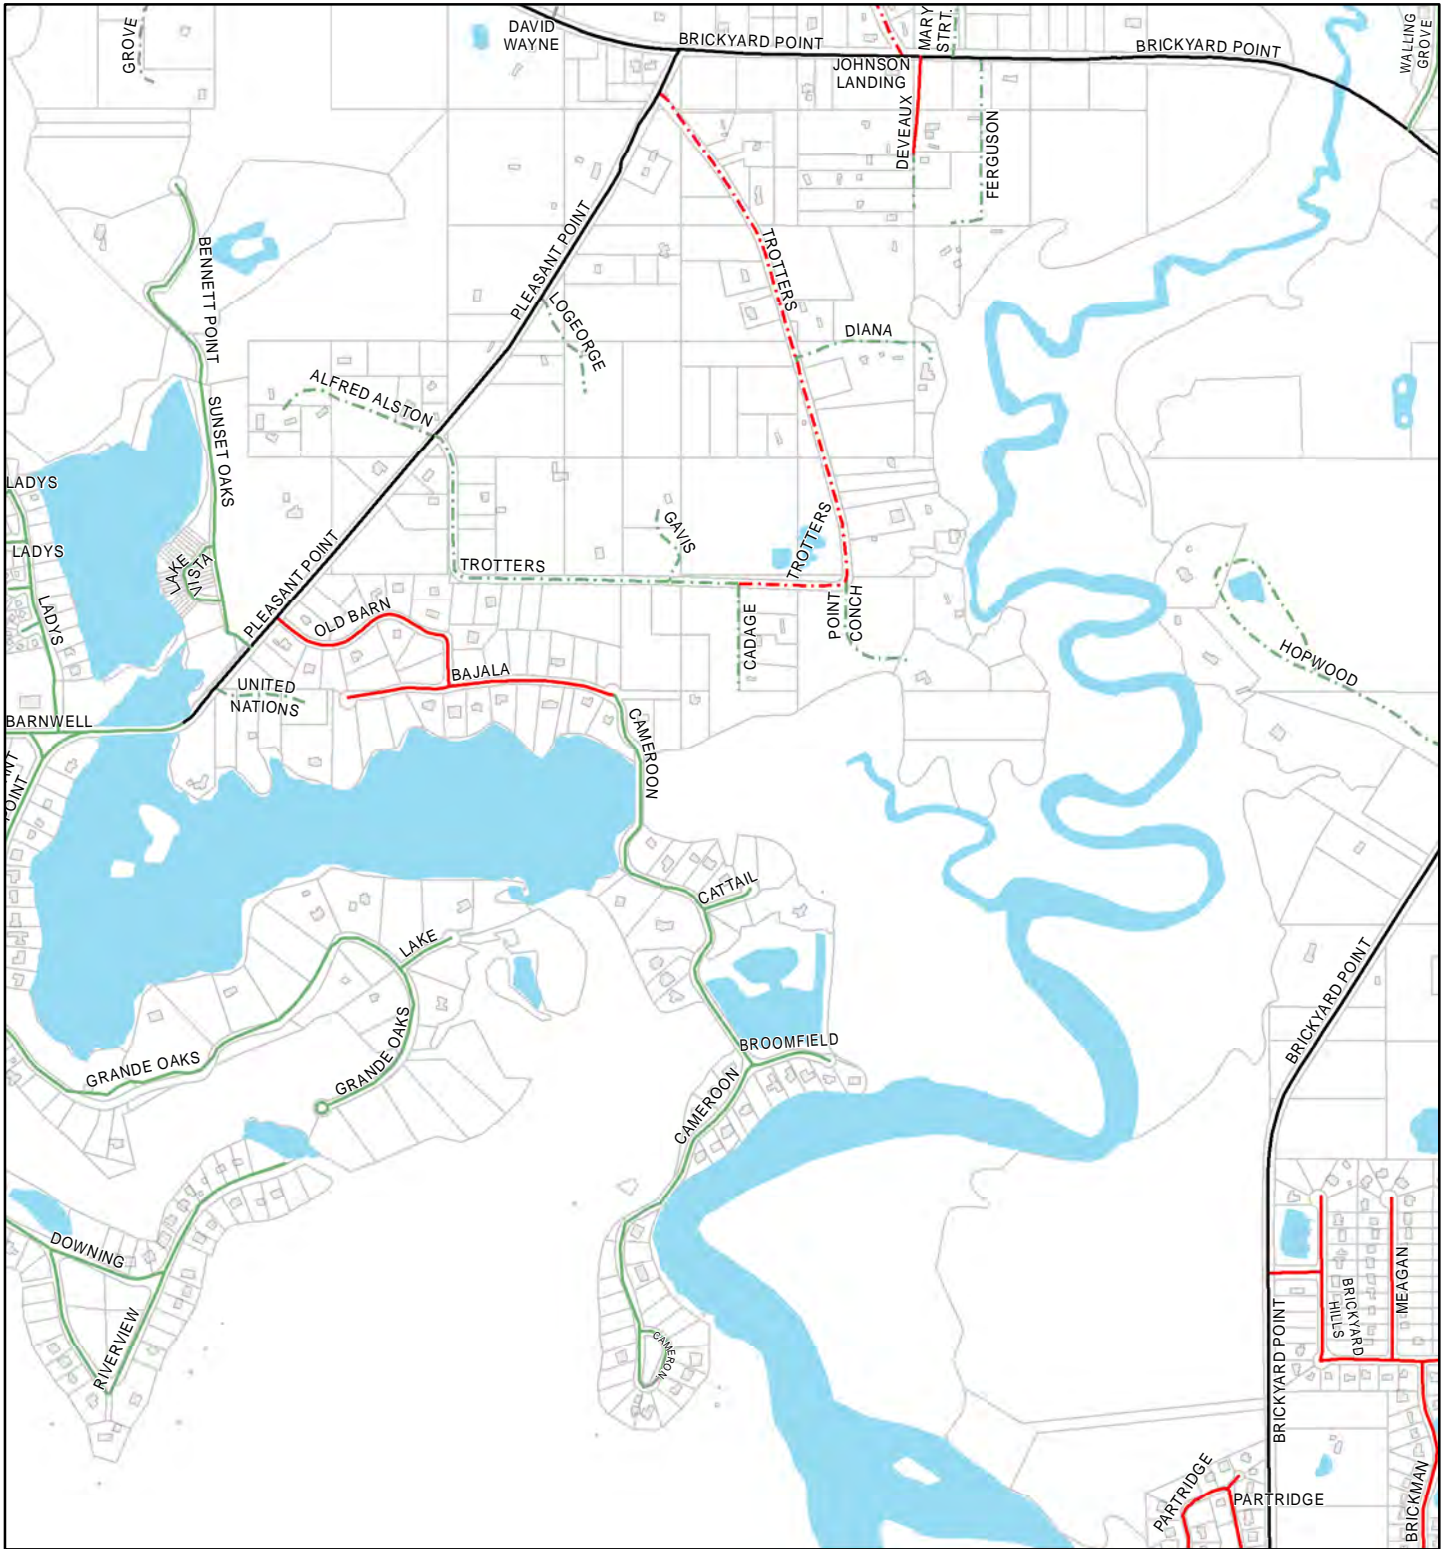 GROVE
DAVID
WAYNE
BRICKYARD POINT
MARY
STRT.
BRICKYARD POINT
WALLING
GROVE
JOHNSON
LANDING
DEVEAUX
FERGUSON
BENNETT POINT
PLEASANT POINT
TROTTERS
LOGEORGE
DIANA
ALFRED ALSTON
SUNSET OAKS
LADYS
LADYS
LADYS
LAKE
VISTA
PLEASANT POINT
GAVIS
TROTTERS
TROTTERS
OLD BARN
CADAGE
POINT
CONCH
HOPWOOD
BAJALA
UNITED
NATIONS
BARNWELL
CAMEROON
POINT
CATTAIL
LAKE
BRICKYARD POINT
GRANDE OAKS
GRANDE OAKS
BROOMFIELD
CAMEROON
DOWNING
RIVERVIEW
CAMERON
BRICKYARD POINT
BRICKYARD
HILLS
MEAGAN
PARTRIDGE
PARTRIDGE
BRICKMAN